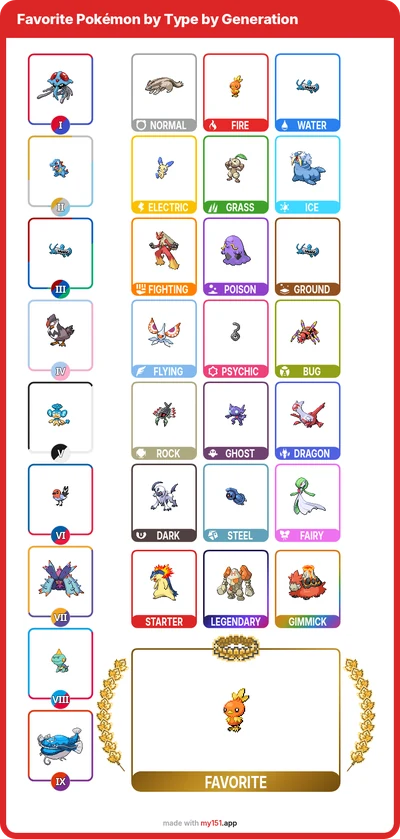 Favorite Pokémon by Type by Generation
I
NORMAL
FIRE
WATER
II
ELECTRIC
GRASS
ICE
III
FIGHTING
POISON
GROUND
IV
FLYING
PSYCHIC
BUG
V
ROCK
GHOST
DRAGON
VI
DARK
STEEL
FAIRY
VII
STARTER
LEGENDARY
GIMMICK
VIII
IX
FAVORITE
made with my151.app